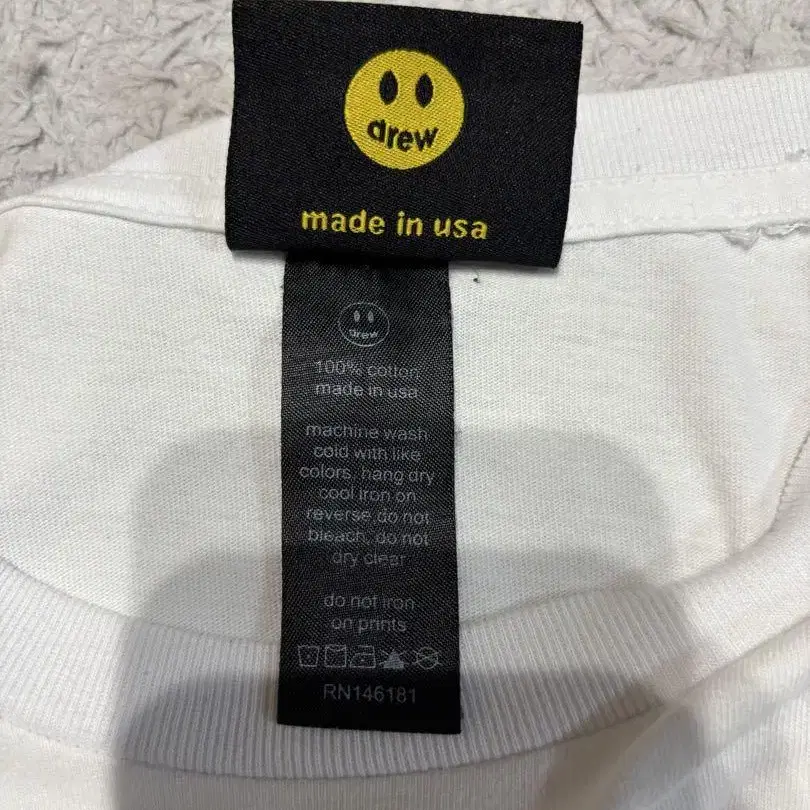 drew
made in usa
drew
100% cotton
made in usa
machine wash
cold with like
colors, hang dry
cool iron on
reverse do not
bleach, do not
dry clean
do not iron
on prints
RN146181